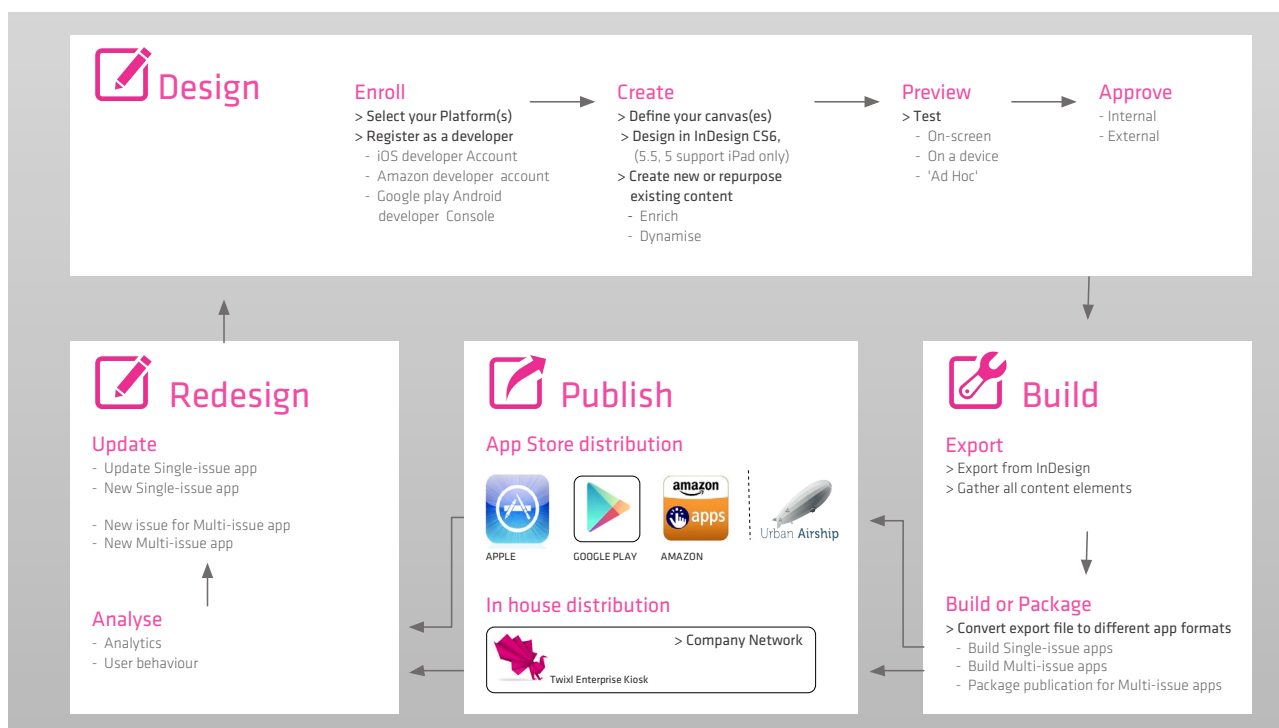 Design
Enroll
> Select your Platform(s)
> Register as a developer
- iOS developer Account
- Amazon developer account
- Google play Android
developer Console
Create
> Define your canvas(es)
> Design in InDesign CS6,
(5.5, 5 support iPad only)
> Create new or repurpose
existing content
- Enrich
- Dynamise
Preview
> Test
- On-screen
- On a device
- 'Ad Hoc'
Approve
- Internal
- External
Redesign
Update
- Update Single-issue app
- New Single-issue app
- New issue for Multi-issue app
- New Multi-issue app
Analyse
- Analytics
- User behaviour
Publish
App Store distribution
amazon
apps
Urban Airship
APPLE
GOOGLE PLAY
AMAZON
In house distribution
> Company Network
Twixl Enterprise Kiosk
Build
Export
> Export from InDesign
> Gather all content elements
Build or Package
> Convert export file to different app formats
- Build Single-issue apps
- Build Multi-issue apps
- Package publication for Multi-issue apps